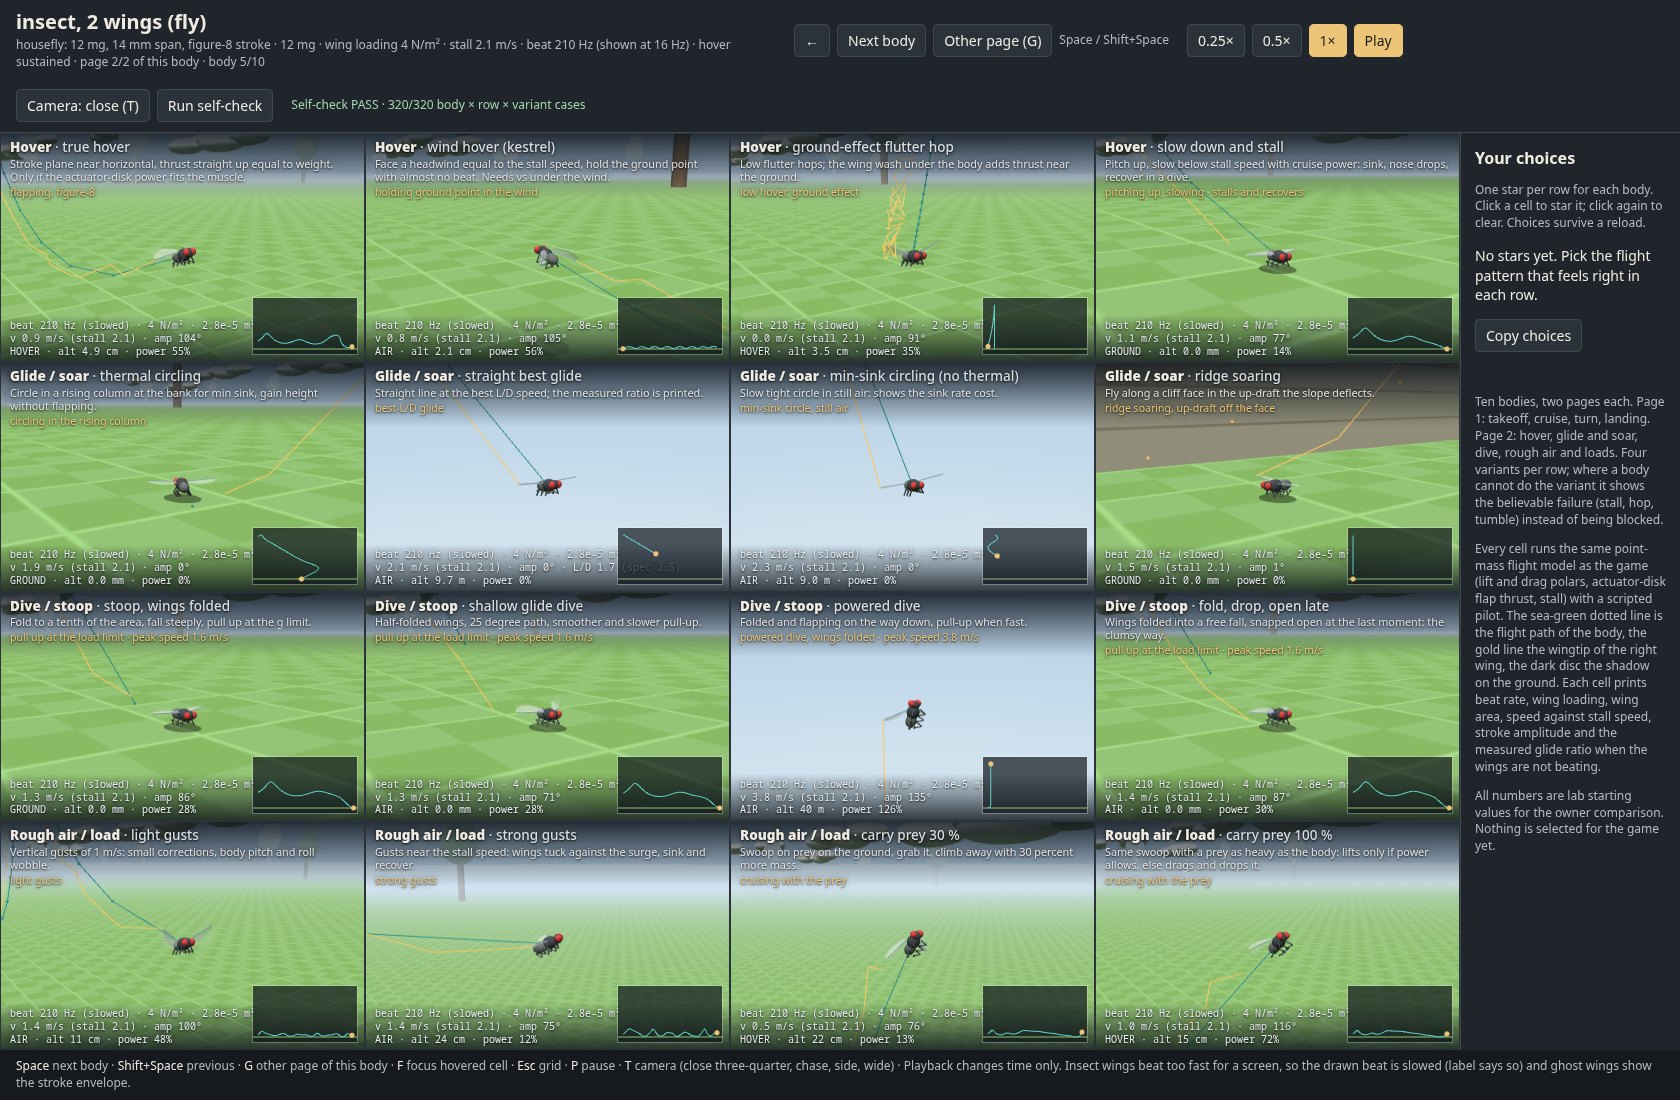 insect, 2 wings (fly)
housefly: 12 mg, 14 mm span, figure-8 stroke · 12 mg · wing loading 4 N/m² · stall 2.1 m/s · beat 210 Hz (shown at 16 Hz) · hover
sustained · page 2/2 of this body · body 5/10
← Next body Other page (G) Space / Shift+Space 0.25× 0.5× 1× Play
Camera: close (T) Run self-check Self-check PASS · 320/320 body × row × variant cases
Hover · true hover
Stroke plane near horizontal, thrust straight up equal to weight.
Only if the actuator-disk power fits the muscle.
flapping, figure-8
beat 210 Hz (slowed) · 4 N/m² · 2.8e-5 m
v 0.9 m/s (stall 2.1) · amp 104°
HOVER · alt 4.9 cm · power 55%
Hover · wind hover (kestrel)
Face a headwind equal to the stall speed, hold the ground point
with almost no beat. Needs vs under the wind.
holding ground point in the wind
beat 210 Hz (slowed) · 4 N/m² · 2.8e-5 m
v 0.8 m/s (stall 2.1) · amp 105°
AIR · alt 2.1 cm · power 56%
Hover · ground-effect flutter hop
Low flutter hops; the wing wash under the body adds thrust near
the ground.
low hover, ground effect
beat 210 Hz (slowed) · 4 N/m² · 2.8e-5 m
v 0.0 m/s (stall 2.1) · amp 91°
HOVER · alt 3.5 cm · power 35%
Hover · slow down and stall
Pitch up, slow below stall speed with cruise power: sink, nose drops,
recover in a dive.
pitching up, slowing · stalls and recovers
beat 210 Hz (slowed) · 4 N/m² · 2.8e-5 m
v 1.1 m/s (stall 2.1) · amp 77°
GROUND · alt 0.0 mm · power 14%
Glide / soar · thermal circling
Circle in a rising column at the bank for min sink, gain height
without flapping.
circling in the rising column
beat 210 Hz (slowed) · 4 N/m² · 2.8e-5 m
v 1.9 m/s (stall 2.1) · amp 0°
GROUND · alt 0.0 mm · power 0%
Glide / soar · straight best glide
Straight line at the best L/D speed; the measured ratio is printed.
best-L/D glide
beat 210 Hz (slowed) · 4 N/m² · 2.8e-5 m
v 2.1 m/s (stall 2.1) · amp 0° · L/D 1.7 (spec 2.5)
AIR · alt 9.7 m · power 0%
Glide / soar · min-sink circling (no thermal)
Slow tight circle in still air: shows the sink rate cost.
min-sink circle, still air
beat 210 Hz (slowed) · 4 N/m² · 2.8e-5 m
v 2.3 m/s (stall 2.1) · amp 0°
AIR · alt 9.0 m · power 0%
Glide / soar · ridge soaring
Fly along a cliff face in the up-draft the slope deflects.
ridge soaring, up-draft off the face
beat 210 Hz (slowed) · 4 N/m² · 2.8e-5 m
v 1.5 m/s (stall 2.1) · amp 1°
GROUND · alt 0.0 mm · power 0%
Dive / stoop · stoop, wings folded
Fold to a tenth of the area, fall steeply, pull up at the g limit.
pull up at the load limit · peak speed 1.6 m/s
beat 210 Hz (slowed) · 4 N/m² · 2.8e-5 m
v 1.3 m/s (stall 2.1) · amp 86°
GROUND · alt 0.0 mm · power 28%
Dive / stoop · shallow glide dive
Half-folded wings, 25 degree path, smoother and slower pull-up.
pull up at the load limit · peak speed 1.6 m/s
beat 210 Hz (slowed) · 4 N/m² · 2.8e-5 m
v 1.3 m/s (stall 2.1) · amp 71°
AIR · alt 0.0 mm · power 28%
Dive / stoop · powered dive
Folded and flapping on the way down, pull-up when fast.
powered dive, wings folded · peak speed 3.8 m/s
beat 210 Hz (slowed) · 4 N/m² · 2.8e-5 m
v 3.8 m/s (stall 2.1) · amp 135°
AIR · alt 40 m · power 126%
Dive / stoop · fold, drop, open late
Wings folded into a free fall, snapped open at the last moment: the
clumsy way.
pull up at the load limit · peak speed 1.6 m/s
beat 210 Hz (slowed) · 4 N/m² · 2.8e-5 m
v 1.4 m/s (stall 2.1) · amp 87°
AIR · alt 0.0 mm · power 30%
Rough air / load · light gusts
Vertical gusts of 1 m/s: small corrections, body pitch and roll
wobble.
light gusts
beat 210 Hz (slowed) · 4 N/m² · 2.8e-5 m
v 1.4 m/s (stall 2.1) · amp 100°
AIR · alt 11 cm · power 48%
Rough air / load · strong gusts
Gusts near the stall speed: wings tuck against the surge, sink and
recover.
strong gusts
beat 210 Hz (slowed) · 4 N/m² · 2.8e-5 m
v 1.4 m/s (stall 2.1) · amp 75°
AIR · alt 24 cm · power 12%
Rough air / load · carry prey 30 %
Swoop on prey on the ground, grab it, climb away with 30 percent
more mass.
cruising with the prey
beat 210 Hz (slowed) · 4 N/m² · 2.8e-5 m
v 0.5 m/s (stall 2.1) · amp 76°
HOVER · alt 22 cm · power 13%
Rough air / load · carry prey 100 %
Same swoop with a prey as heavy as the body: lifts only if power
allows, else drags and drops it.
cruising with the prey
beat 210 Hz (slowed) · 4 N/m² · 2.8e-5 m
v 1.0 m/s (stall 2.1) · amp 116°
HOVER · alt 15 cm · power 72%
Your choices
One star per row for each body.
Click a cell to star it; click again to
clear. Choices survive a reload.
No stars yet. Pick the flight
pattern that feels right in
each row.
Copy choices
Ten bodies, two pages each. Page
1: takeoff, cruise, turn, landing.
Page 2: hover, glide and soar,
dive, rough air and loads. Four
variants per row; where a body
cannot do the variant it shows
the believable failure (stall, hop,
tumble) instead of being blocked.
Every cell runs the same point-
mass flight model as the game
(lift and drag polars, actuator-disk
flap thrust, stall) with a scripted
pilot. The sea-green dotted line is
the flight path of the body, the
gold line the wingtip of the right
wing, the dark disc the shadow
on the ground. Each cell prints
beat rate, wing loading, wing
area, speed against stall speed,
stroke amplitude and the
measured glide ratio when the
wings are not beating.
All numbers are lab starting
values for the owner comparison.
Nothing is selected for the game
yet.
Space next body · Shift+Space previous · G other page of this body · F focus hovered cell · Esc grid · P pause · T camera (close three-quarter, chase, side, wide) · Playback changes time only. Insect wings beat too fast for a screen, so the drawn beat is slowed (label says so) and ghost wings show
the stroke envelope.